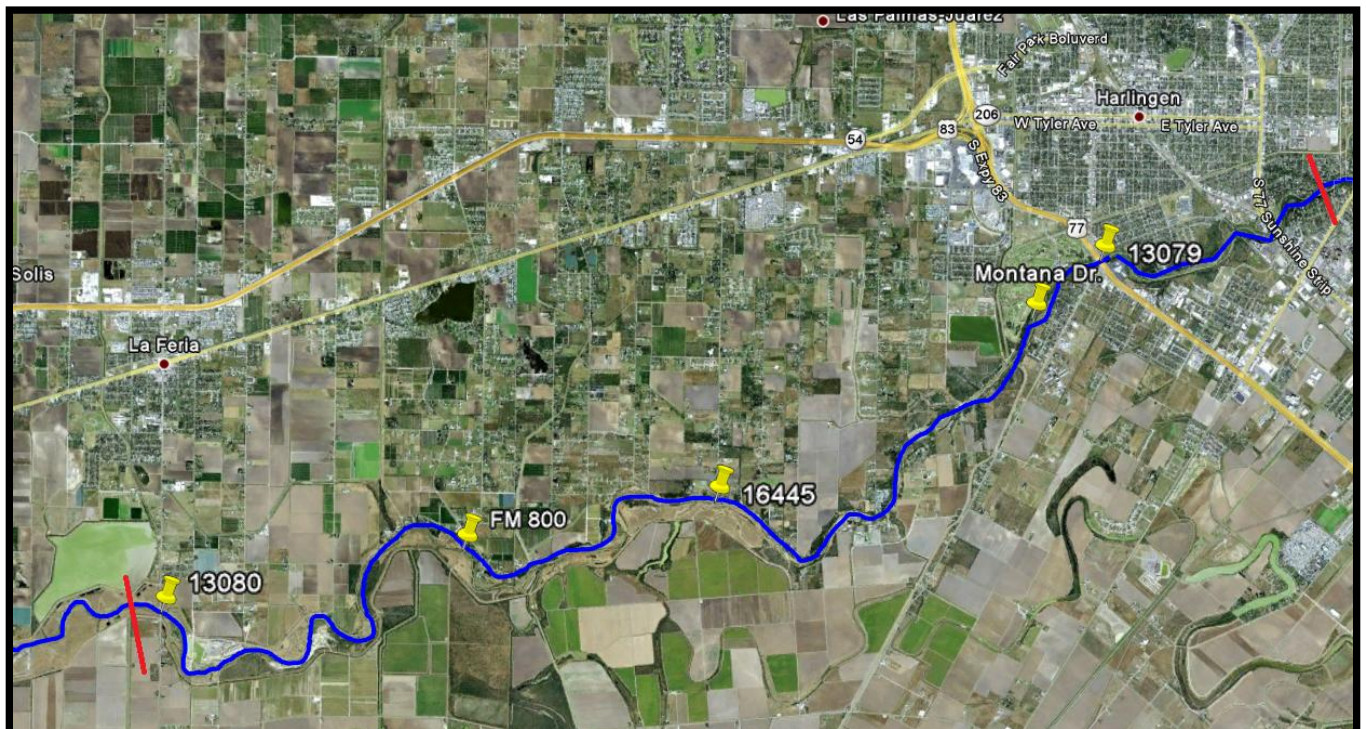 Las Palmas-Juarez
Fair Park Boluverd
Harlingen
206
W Tyler Ave
E Tyler Ave
83
54
S Expy 83
S 77 Sunshine Strip
77
13079
Montana Dr.
Solis
La Feria
16445
FM 800
13080